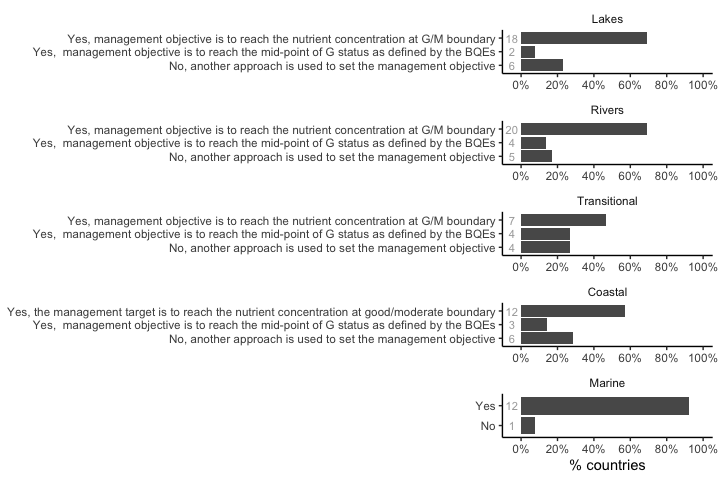 Lakes
Yes, management objective is to reach the nutrient concentration at G/M boundary 18
Yes,  management objective is to reach the mid-point of G status as defined by the BQEs 2
No, another approach is used to set the management objective 6
0% 20% 40% 60% 80% 100%
Rivers
Yes, management objective is to reach the nutrient concentration at G/M boundary 20
Yes,  management objective is to reach the mid-point of G status as defined by the BQEs 4
No, another approach is used to set the management objective 5
0% 20% 40% 60% 80% 100%
Transitional
Yes, management objective is to reach the nutrient concentration at G/M boundary 7
Yes,  management objective is to reach the mid-point of G status as defined by the BQEs 4
No, another approach is used to set the management objective 4
0% 20% 40% 60% 80% 100%
Coastal
Yes, the management target is to reach the nutrient concentration at good/moderate boundary 12
Yes,  management objective is to reach the mid-point of G status as defined by the BQEs 3
No, another approach is used to set the management objective 6
0% 20% 40% 60% 80% 100%
Marine
Yes 12
No 1
0% 20% 40% 60% 80% 100%
% countries